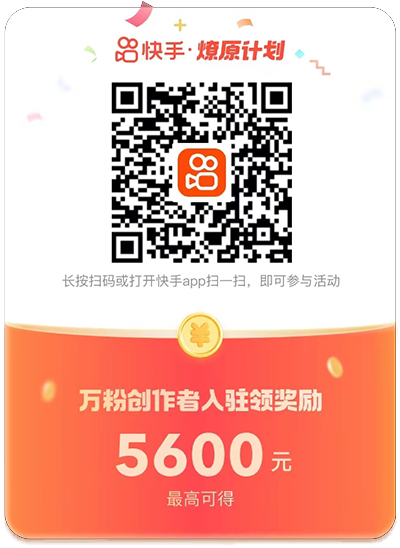 快手·燎原计划
长按扫码或打开快手app扫一扫，即可参与活动
¥
万粉创作者入驻领奖励
5600元
最高可得